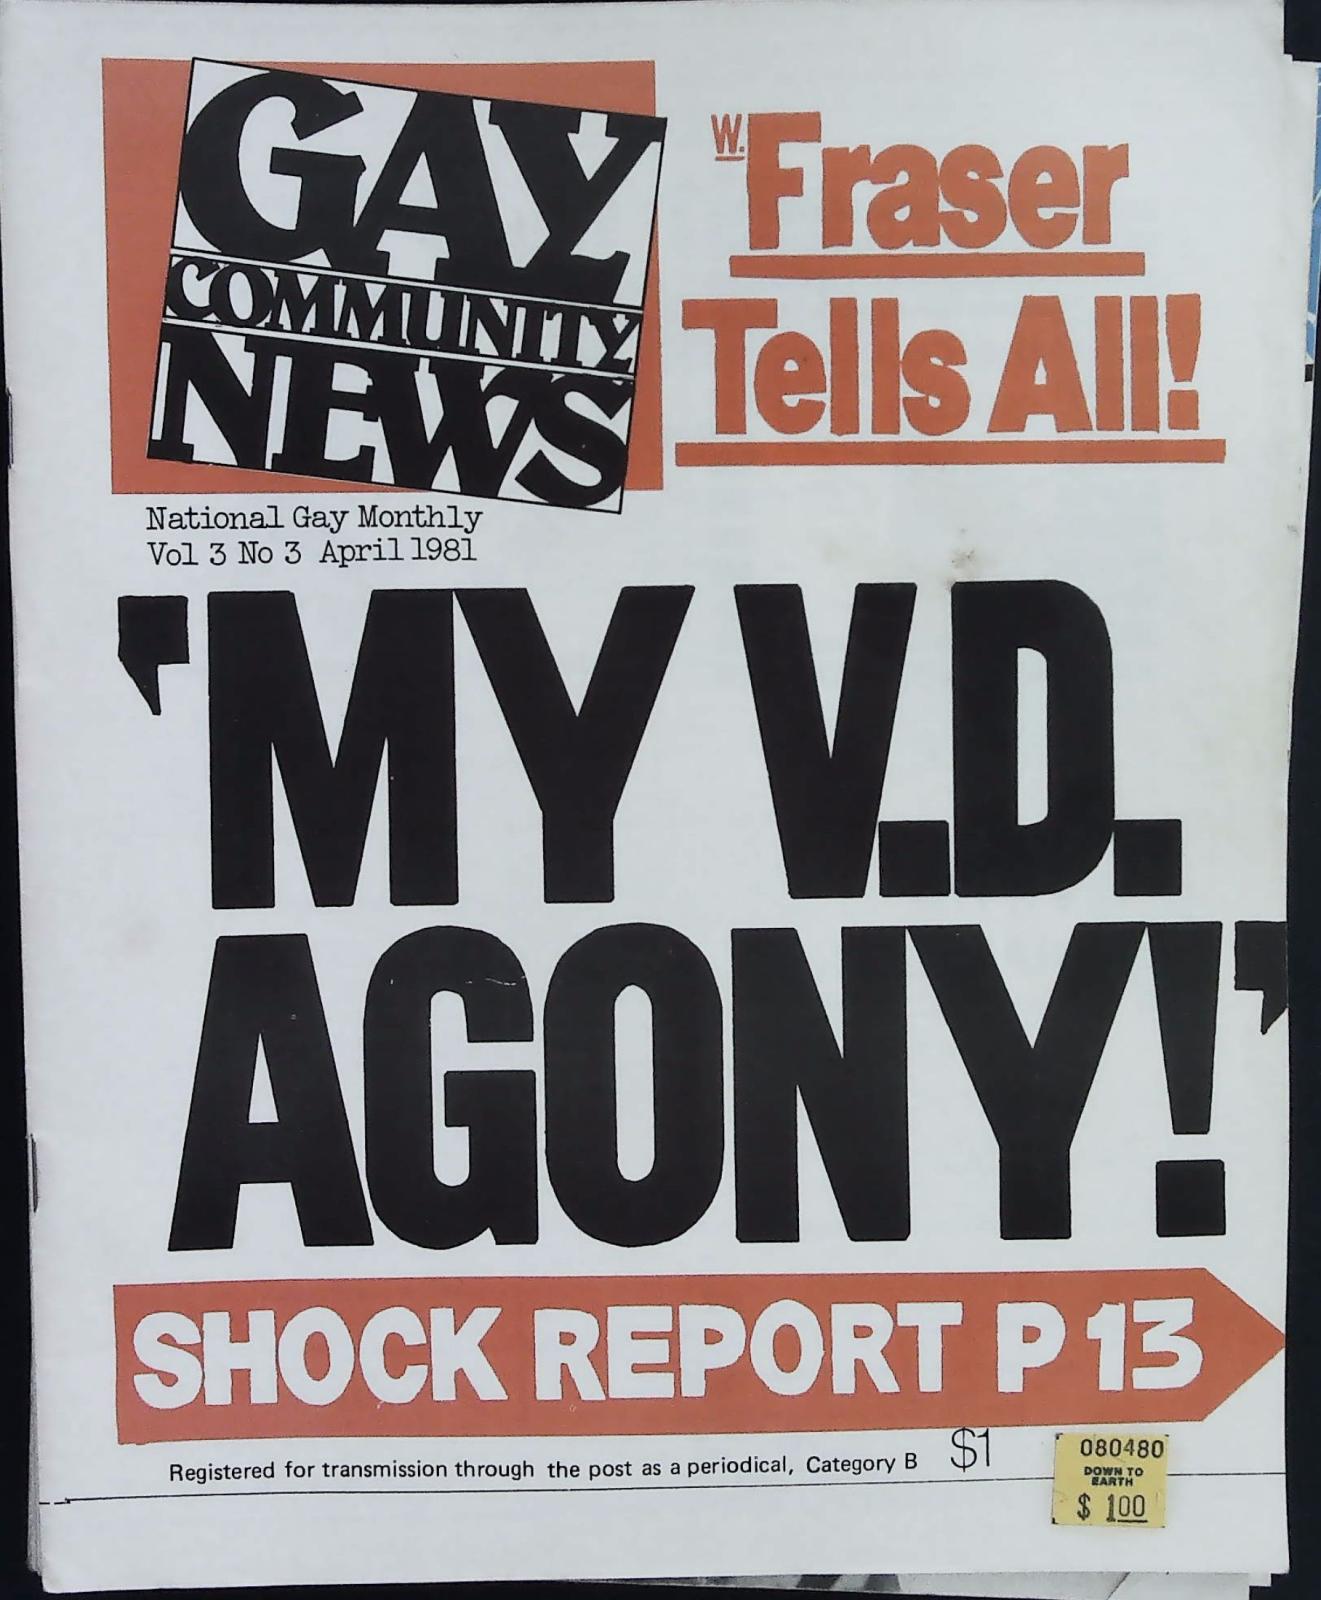 GAY
COMMUNITY
NEWS
W. Fraser
Tells All!
National Gay Monthly
Vol 3 No 3 April 1981
'MY V.D.
AGONY!'
SHOCK REPORT P 13
Registered for transmission through the post as a periodical, Category B $1
080480
DOWN TO
EARTH
$ 1.00